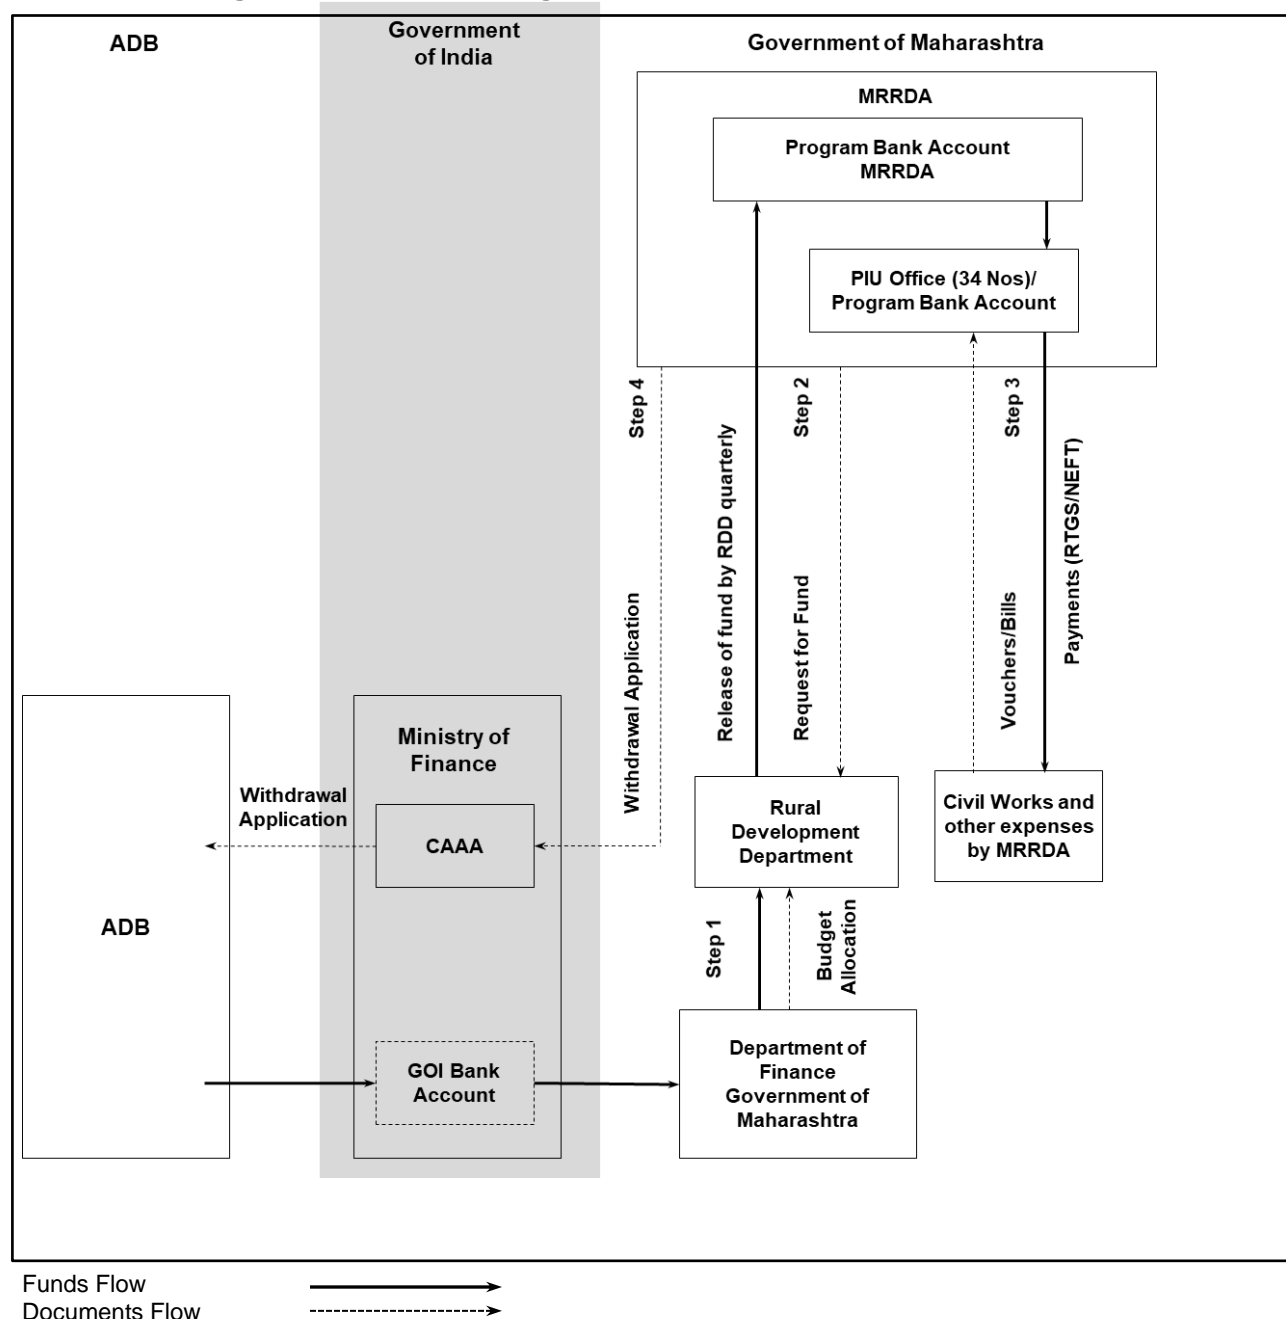 ADB
Government
of India
Government of Maharashtra
MRRDA
Program Bank Account
MRRDA
PIU Office (34 Nos)/
Program Bank Account
Step 4
Withdrawal Application
Release of fund by RDD quarterly
Step 2
Request for Fund
Step 3
Vouchers/Bills
Payments (RTGS/NEFT)
Ministry of
Finance
Withdrawal
Application
CAAA
Rural
Development
Department
Civil Works and
other expenses
by MRRDA
ADB
Step 1
Budget
Allocation
GOI Bank
Account
Department of
Finance
Government of
Maharashtra
Funds Flow
Documents Flow